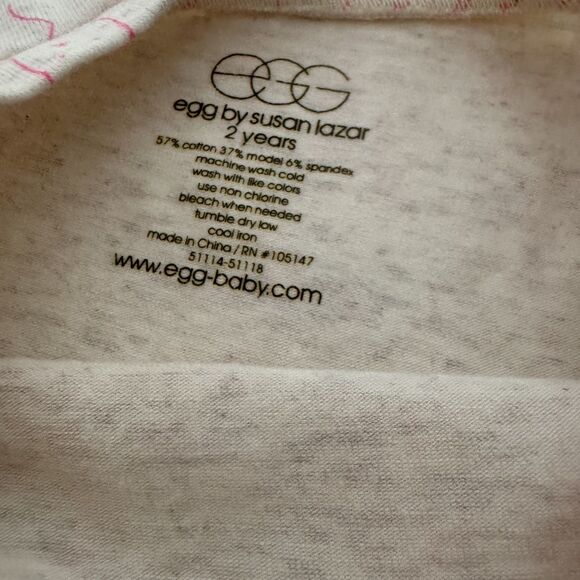 egg
egg by susan lazar
2 years
57% cotton 37% model 6% spandex
machine wash cold
wash with like colors
use non chlorine
bleach when needed
tumble dry low
cool iron
made in China / RN #105147
51114-51118
www.egg-baby.com